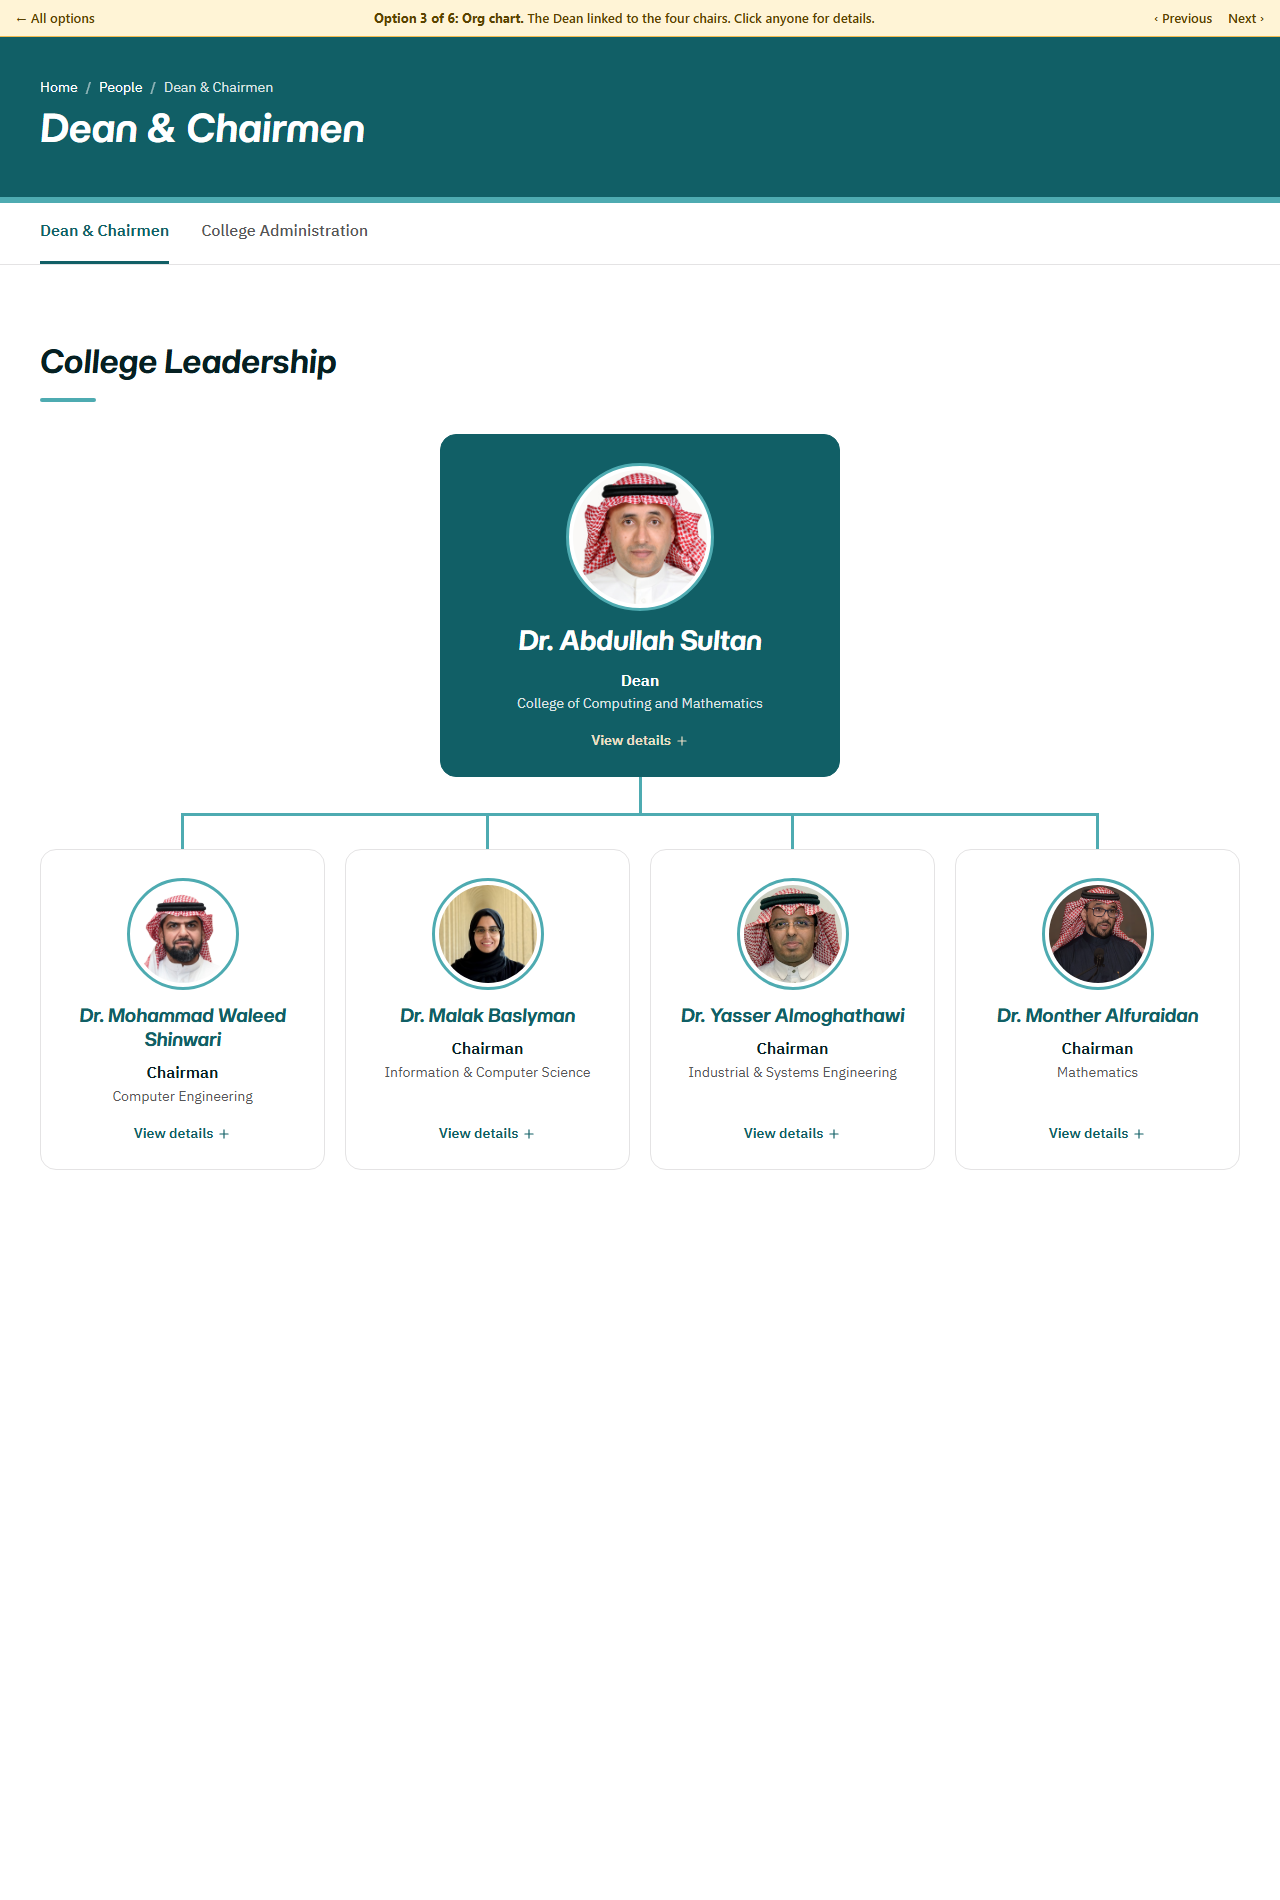 ← All options
Option 3 of 6: Org chart. The Dean linked to the four chairs. Click anyone for details.
‹ Previous Next ›
Home / People / Dean & Chairmen
Dean & Chairmen
Dean & Chairmen
College Administration
College Leadership
Dr. Abdullah Sultan
Dean
College of Computing and Mathematics
View details +
Dr. Mohammad Waleed
Shinwari
Chairman
Computer Engineering
View details +
Dr. Malak Baslyman
Chairman
Information & Computer Science
View details +
Dr. Yasser Almoghathawi
Chairman
Industrial & Systems Engineering
View details +
Dr. Monther Alfuraidan
Chairman
Mathematics
View details +